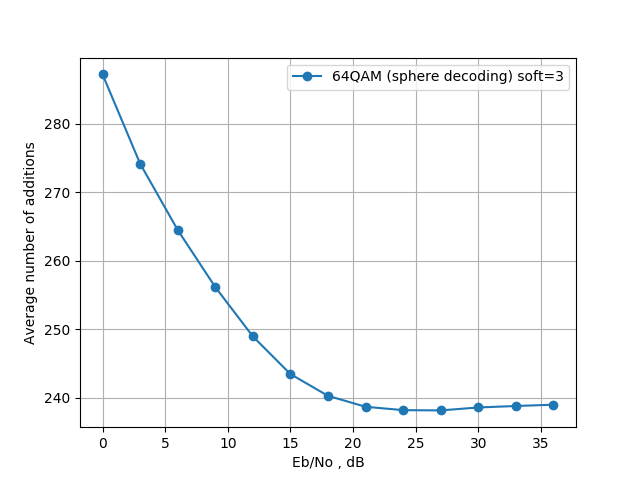 64QAM (sphere decoding) soft=3
Average number of additions
280
270
260
250
240
0 5 10 15 20 25 30 35
Eb/No , dB